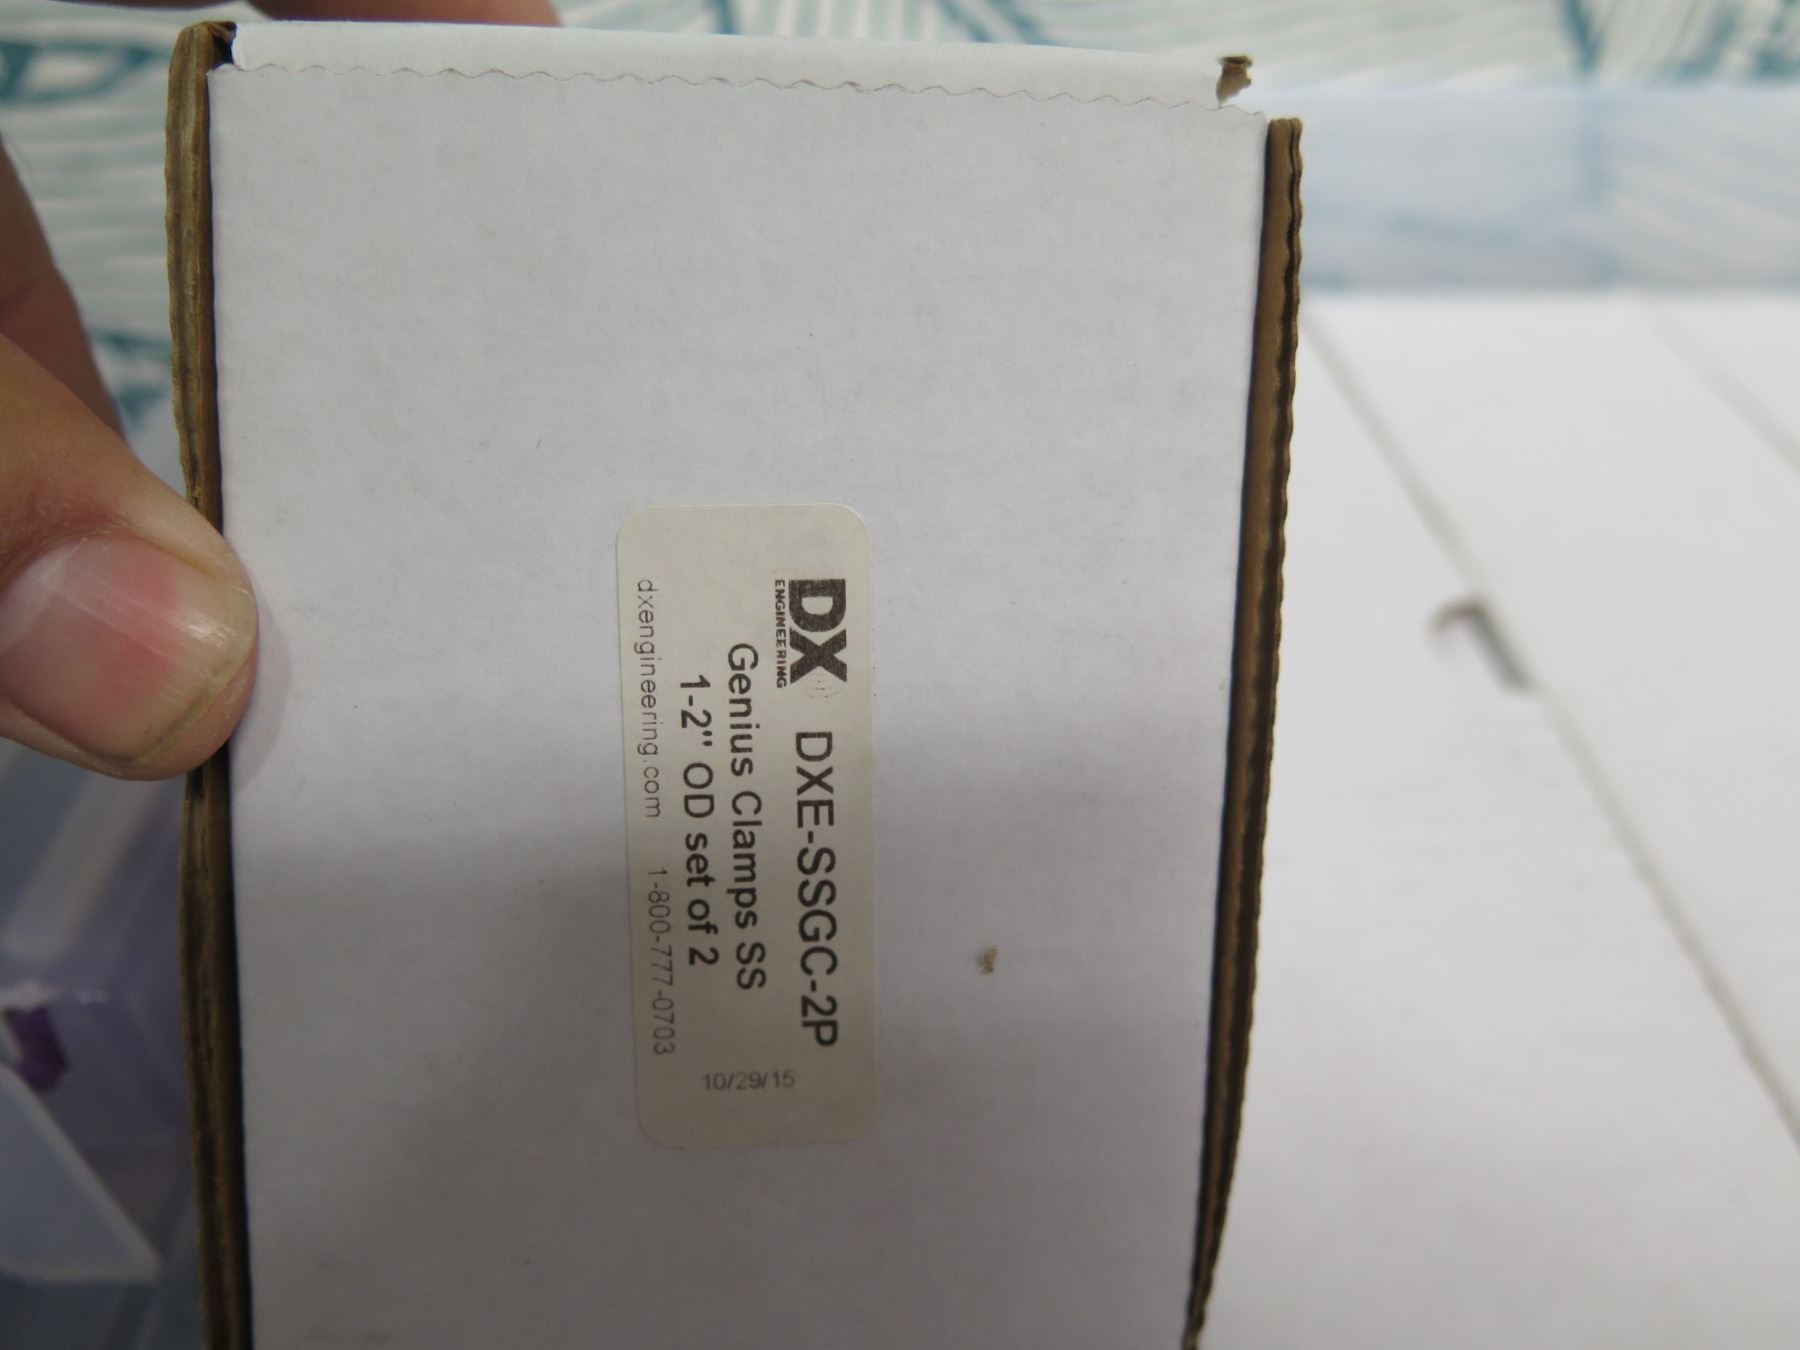 DX DXE-SSGC-2P
ENGINEERING
Genius Clamps SS
1-2" OD set of 2
dxengineering.com 1-800-777-0703
10/29/15